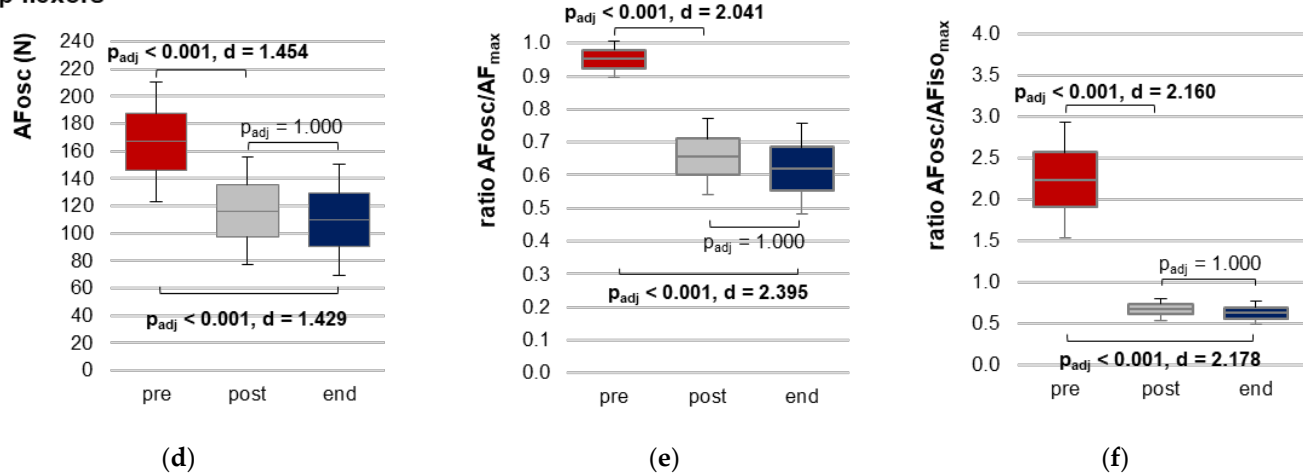 p flexors
AFosc (N)
240
220
200
180
160
140
120
100
80
60
40
20
0
p_adj < 0.001, d = 1.454
p_adj = 1.000
p_adj < 0.001, d = 1.429
pre post end
(d)
ratio AFosc/AF_max
1.0
0.9
0.8
0.7
0.6
0.5
0.4
0.3
0.2
0.1
0.0
p_adj < 0.001, d = 2.041
p_adj = 1.000
p_adj < 0.001, d = 2.395
pre post end
(e)
ratio AFosc/AFiso_max
4.0
3.5
3.0
2.5
2.0
1.5
1.0
0.5
0.0
p_adj < 0.001, d = 2.160
p_adj = 1.000
p_adj < 0.001, d = 2.178
pre post end
(f)